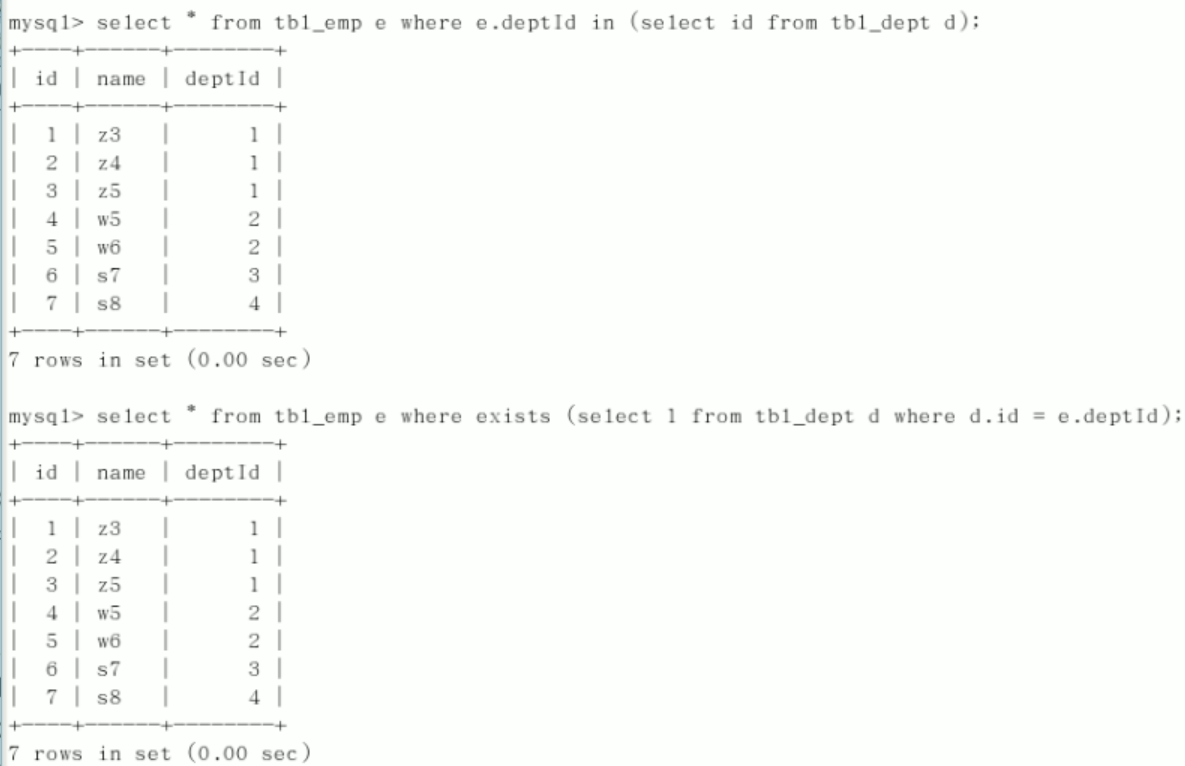 mysql> select * from tbl_emp e where e.deptId in (select id from tbl_dept d);
+----+------+--------+
| id | name | deptId |
+----+------+--------+
| 1 | z3 | 1 |
| 2 | z4 | 1 |
| 3 | z5 | 1 |
| 4 | w5 | 2 |
| 5 | w6 | 2 |
| 6 | s7 | 3 |
| 7 | s8 | 4 |
+----+------+--------+
7 rows in set (0.00 sec)
mysql> select * from tbl_emp e where exists (select 1 from tbl_dept d where d.id = e.deptId);
+----+------+--------+
| id | name | deptId |
+----+------+--------+
| 1 | z3 | 1 |
| 2 | z4 | 1 |
| 3 | z5 | 1 |
| 4 | w5 | 2 |
| 5 | w6 | 2 |
| 6 | s7 | 3 |
| 7 | s8 | 4 |
+----+------+--------+
7 rows in set (0.00 sec)